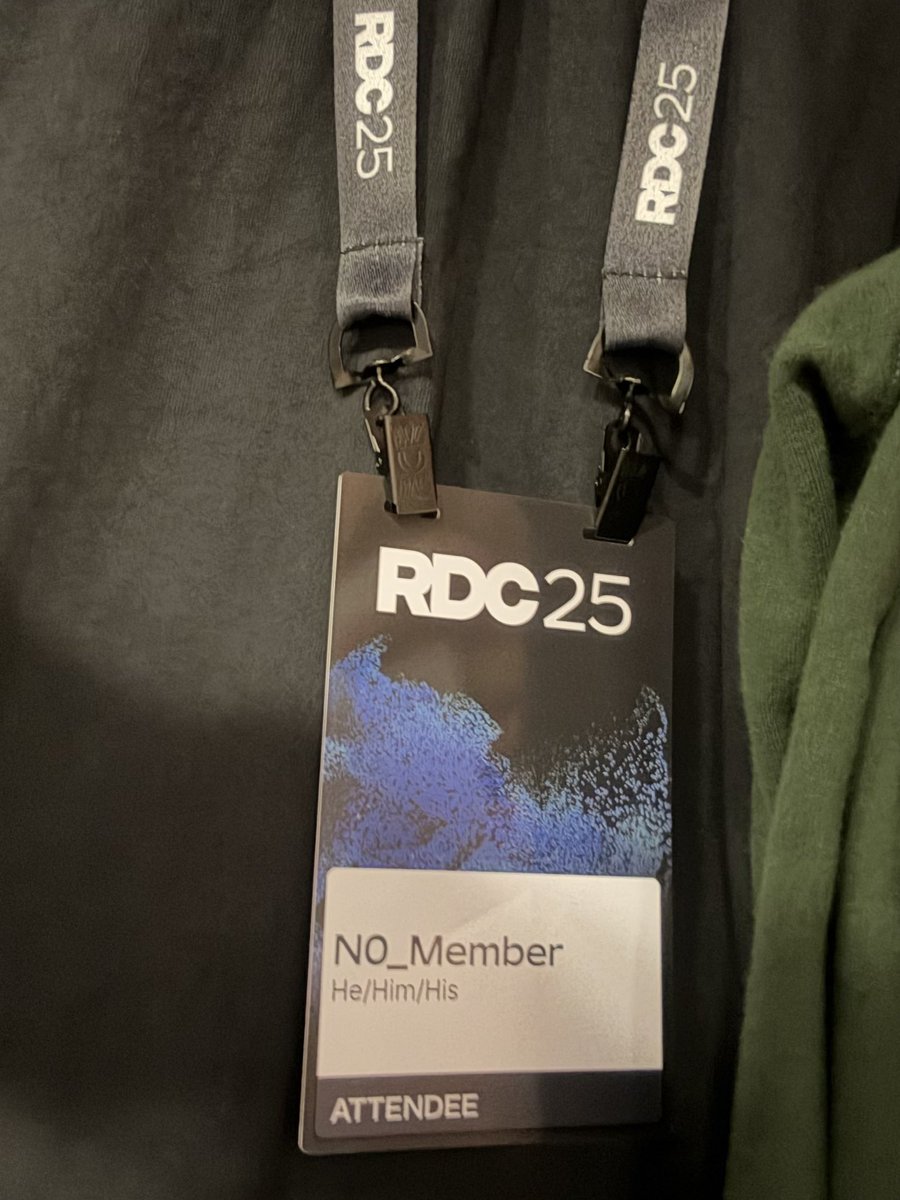 RDC25
RDC25
RDC25
N0_Member
He/Him/His
ATTENDEE